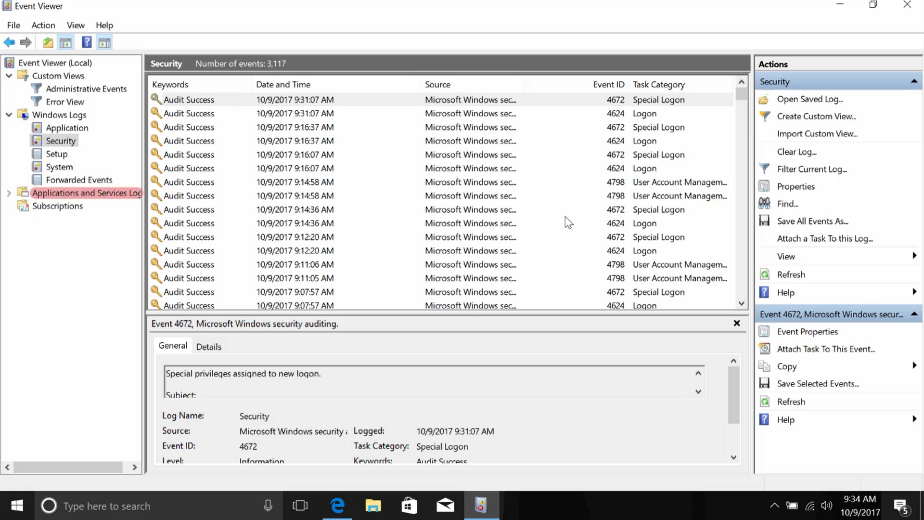 Event Viewer
File Action View Help
Event Viewer (Local)
Custom Views
Administrative Events
Error View
Windows Logs
Application
Security
Setup
System
Forwarded Events
Applications and Services Log
Subscriptions
Security Number of events: 3,117
Keywords Date and Time Source Event ID Task Category
Audit Success 10/9/2017 9:31:07 AM Microsoft Windows sec... 4672 Special Logon
Audit Success 10/9/2017 9:31:07 AM Microsoft Windows sec... 4624 Logon
Audit Success 10/9/2017 9:16:37 AM Microsoft Windows sec... 4672 Special Logon
Audit Success 10/9/2017 9:16:37 AM Microsoft Windows sec... 4624 Logon
Audit Success 10/9/2017 9:16:07 AM Microsoft Windows sec... 4672 Special Logon
Audit Success 10/9/2017 9:16:07 AM Microsoft Windows sec... 4624 Logon
Audit Success 10/9/2017 9:14:58 AM Microsoft Windows sec... 4798 User Account Managem...
Audit Success 10/9/2017 9:14:58 AM Microsoft Windows sec... 4798 User Account Managem...
Audit Success 10/9/2017 9:14:36 AM Microsoft Windows sec... 4672 Special Logon
Audit Success 10/9/2017 9:14:36 AM Microsoft Windows sec... 4624 Logon
Audit Success 10/9/2017 9:12:20 AM Microsoft Windows sec... 4672 Special Logon
Audit Success 10/9/2017 9:12:20 AM Microsoft Windows sec... 4624 Logon
Audit Success 10/9/2017 9:11:06 AM Microsoft Windows sec... 4798 User Account Managem...
Audit Success 10/9/2017 9:11:05 AM Microsoft Windows sec... 4798 User Account Managem...
Audit Success 10/9/2017 9:07:57 AM Microsoft Windows sec... 4672 Special Logon
Audit Success 10/9/2017 9:07:57 AM Microsoft Windows sec... 4624 Logon
Event 4672, Microsoft Windows security auditing.
General Details
Special privileges assigned to new logon.
Subject:
Log Name: Security
Source: Microsoft Windows security Logged: 10/9/2017 9:31:07 AM
Event ID: 4672 Task Category: Special Logon
Level: Information Keywords: Audit Success
Actions
Security
Open Saved Log...
Create Custom View...
Import Custom View...
Clear Log...
Filter Current Log...
Properties
Find...
Save All Events As...
Attach a Task To this Log...
View
Refresh
Help
Event 4672, Microsoft Windows secur...
Event Properties
Attach Task To This Event...
Copy
Save Selected Events...
Refresh
Help
Type here to search
9:34 AM
10/9/2017
5